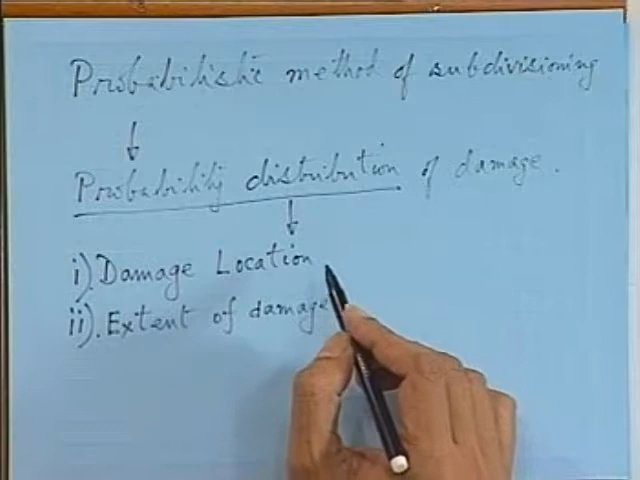 Probabilistic method of subdivisioning
Probability distribution of damage.
i). Damage Location
ii). Extent of damage